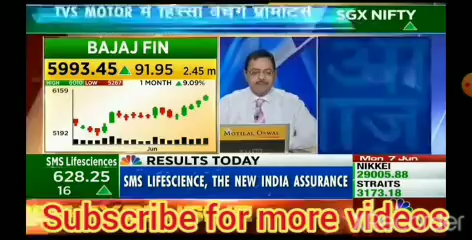 TVS MOTOR में हिस्सा बेचेंगे प्रोमोटर्स
SGX NIFTY
BAJAJ FIN
5993.45 91.95 2.45 m
HIGH LOW
1 MONTH 9.09%
6159
5192
Jun
MOTILAL OSWAL
SMS Lifesciences
628.25
16
RESULTS TODAY
SMS LIFESCIENCE, THE NEW INDIA ASSURANCE
Mon 7 Jun
NIKKEI
29005.88
STRAITS
3173.18
Subscribe for more videos